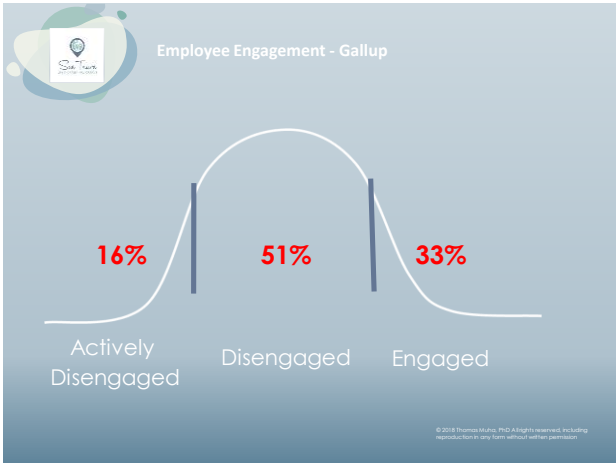 Employee Engagement - Gallup
16%
51%
33%
Actively
Disengaged
Disengaged
Engaged
© 2018 Thomas Muha, PhD All rights reserved, including
reproduction in any form without written permission